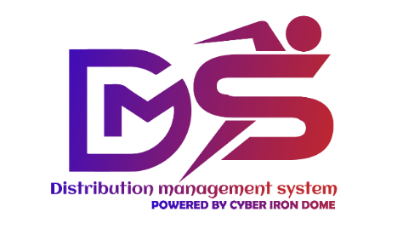 DMS
Distribution management system
POWERED BY CYBER IRON DOME